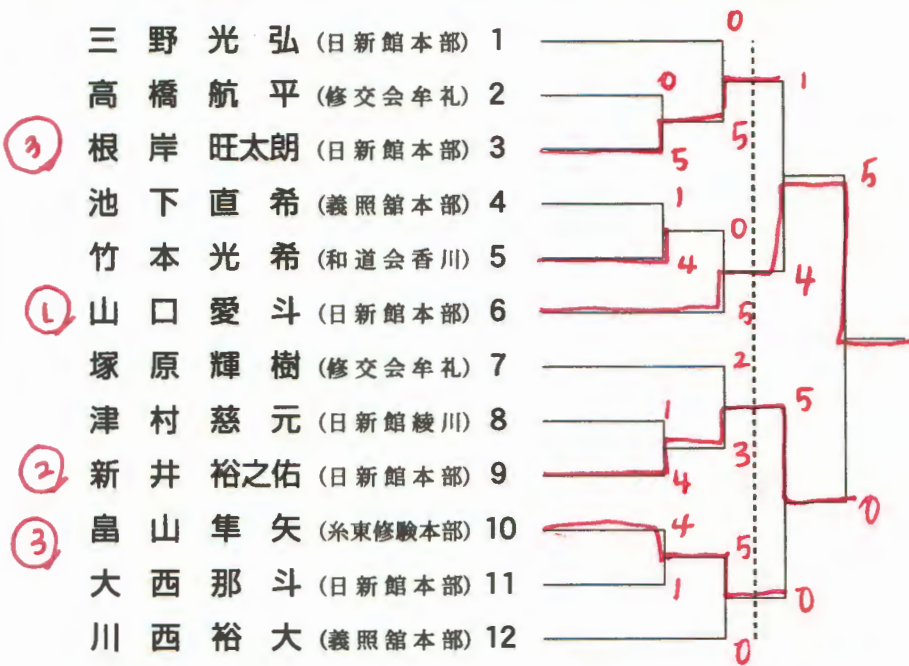 三野光弘 (日新館本部) 1 0
高橋航平 (修交会牟礼) 2 0 1
③ 根岸旺太朗 (日新館本部) 3 5 5
池下直希 (義照舘本部) 4 1 0 5
竹本光希 (和道会香川) 5 4 4
① 山口愛斗 (日新館本部) 6 5
塚原輝樹 (修交会牟礼) 7 2
津村慈元 (日新館綾川) 8 1 5
② 新井裕之佑 (日新館本部) 9 4 3 0
③ 畠山隼矢 (糸東修験本部) 10 4 5
大西那斗 (日新館本部) 11 1 0
川西裕大 (義照舘本部) 12 0